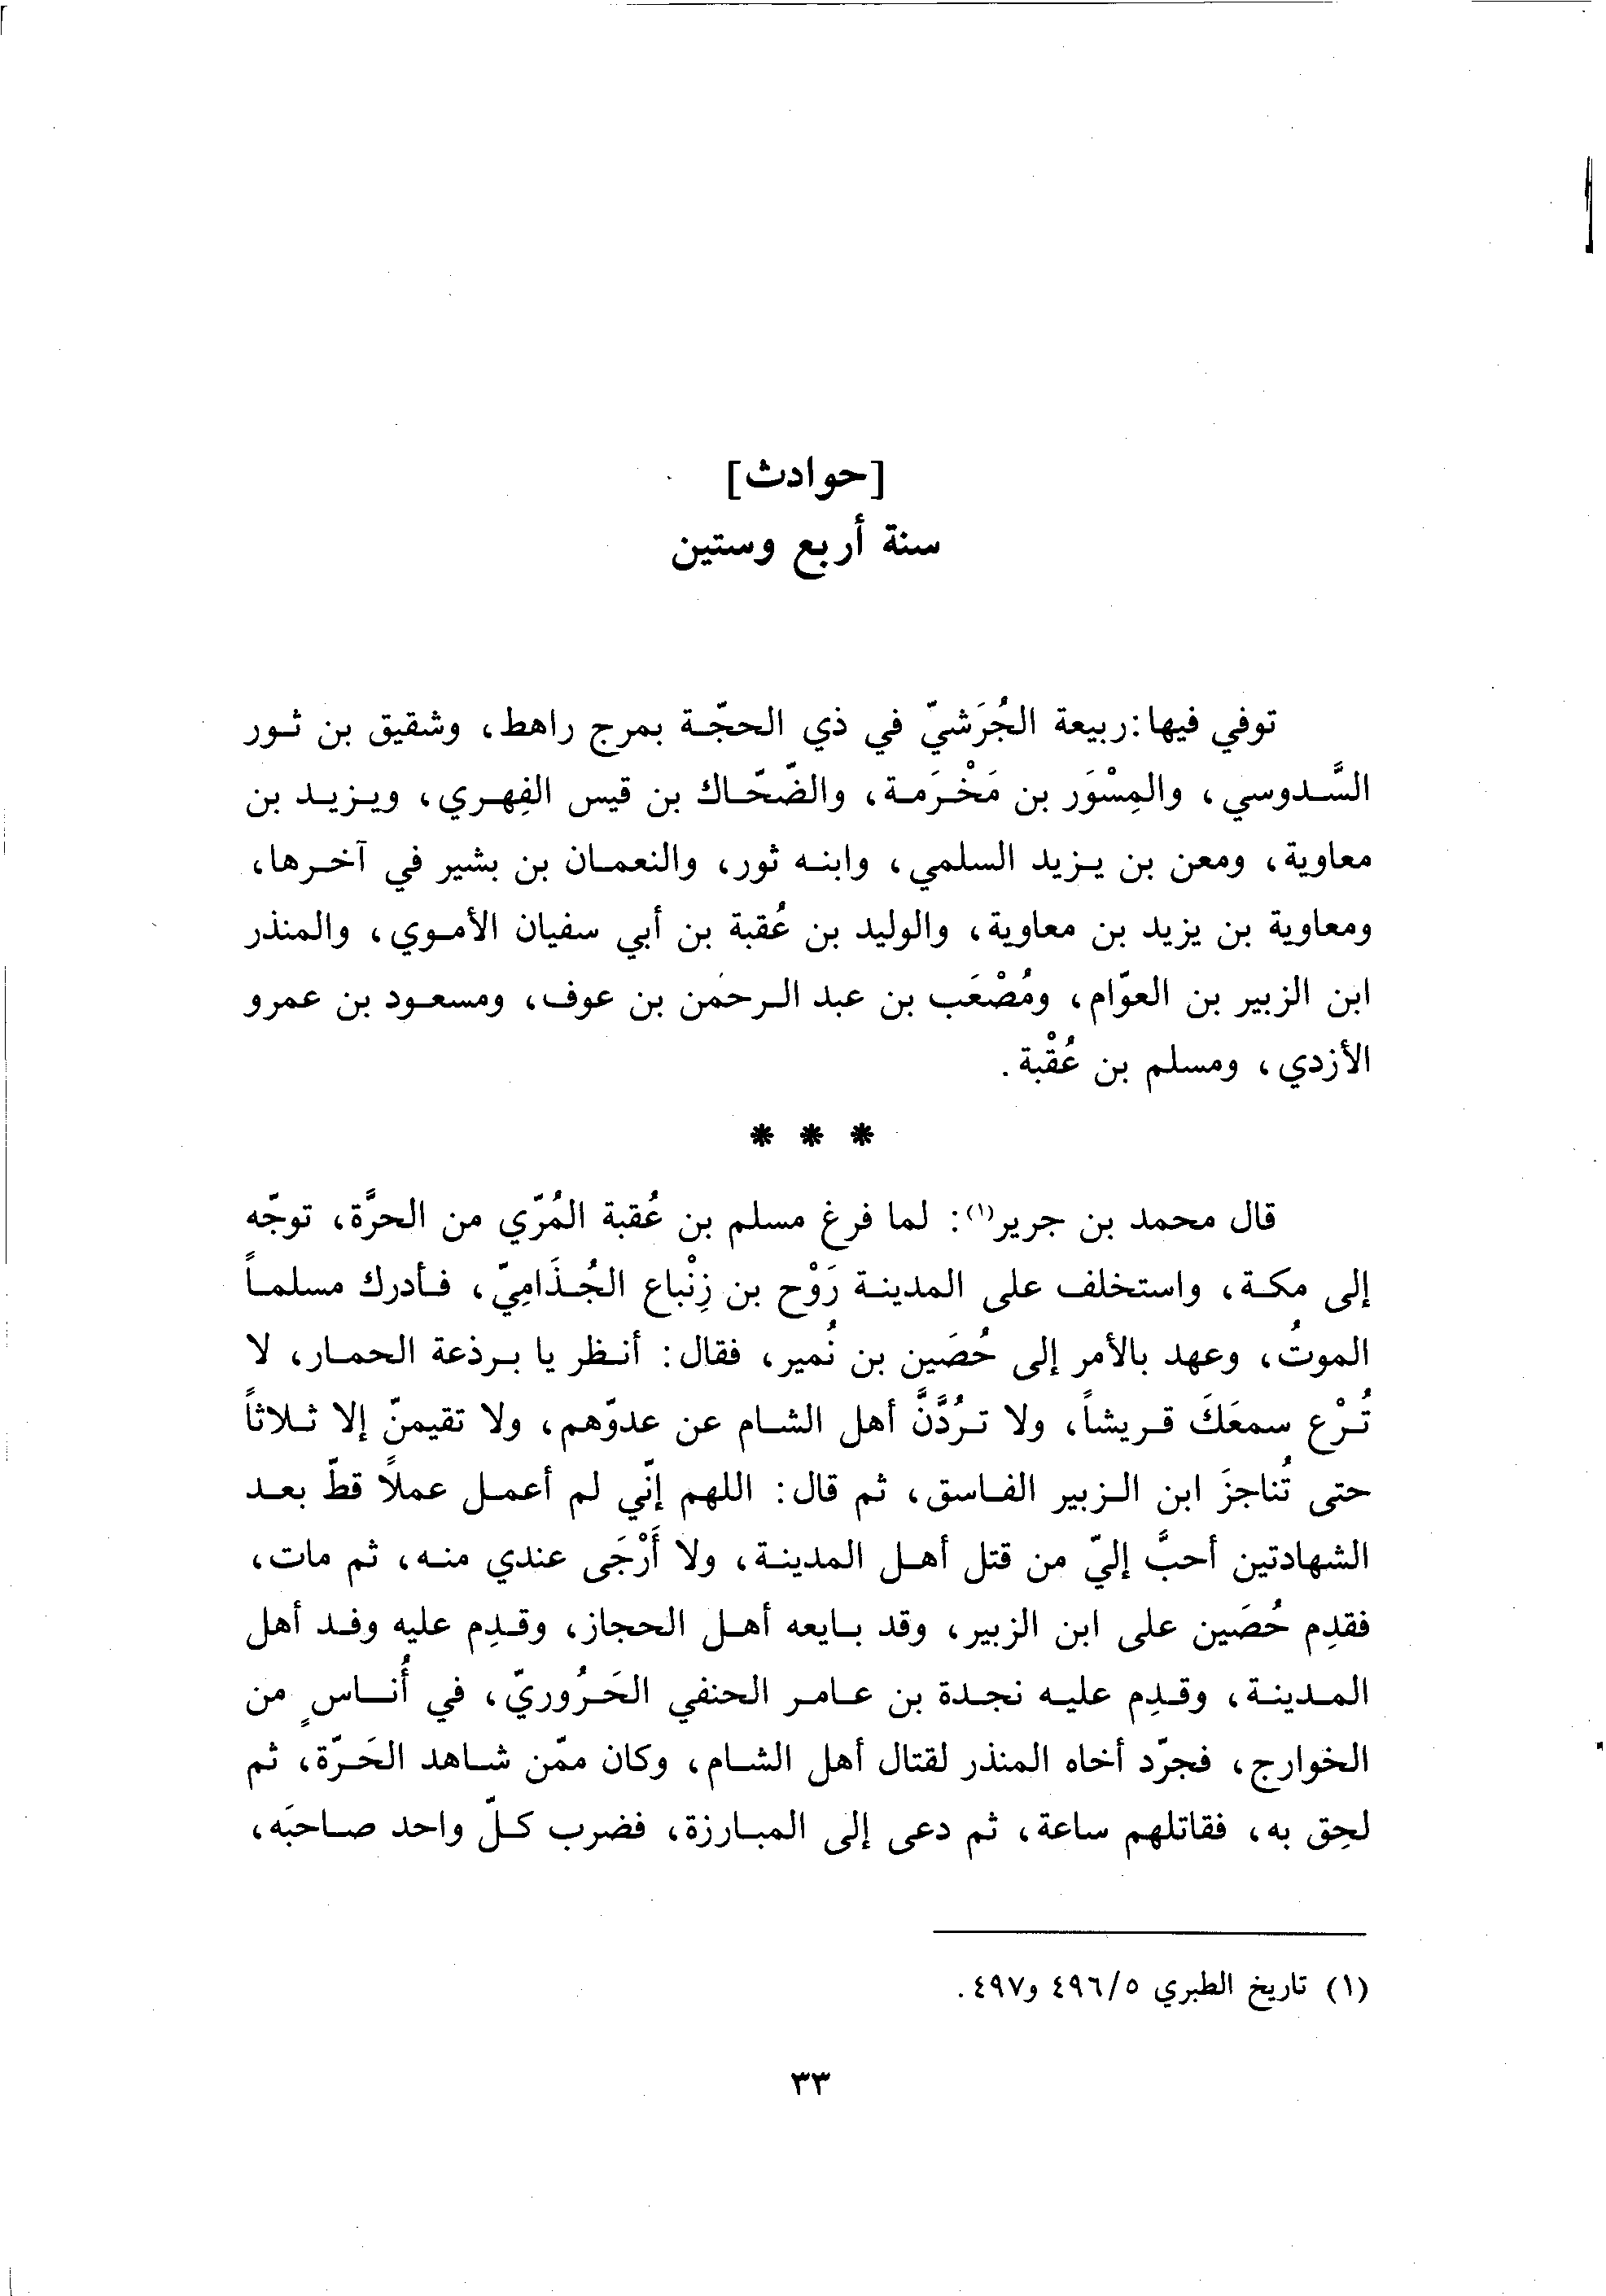 [حوادث]
سنة أربع وستين
توفي فيها: ربيعة الجُرَشيّ في ذي الحجّة بمرج راهط، وشقيق بن ثور
السَّدوسي، والمِسْوَر بن مَخْرَمة، والضّحّاك بن قيس الفِهري، ويزيد بن
معاوية، ومعن بن يزيد السلمي، وابنه ثور، والنعمان بن بشير في آخرها،
ومعاوية بن يزيد بن معاوية، والوليد بن عُقبة بن أبي سفيان الأموي، والمنذر
ابن الزبير بن العوّام، ومُصْعَب بن عبد الرحمن بن عوف، ومسعود بن عمرو
الأزدي، ومسلم بن عُقْبة.
* * *
قال محمد بن جرير(١): لما فرغ مسلم بن عُقبة المُرّي من الحرَّة، توجّه
إلى مكة، واستخلف على المدينة رَوْح بن زِنْباع الجُذَامِيّ، فأدرك مسلماً
الموتُ، وعهد بالأمر إلى حُصَين بن نُمير، فقال: أنظر يا برذعة الحمار، لا
تُرْع سمعَكَ قريشاً، ولا تردَُّنَّ أهل الشام عن عدوّهم، ولا تقيمنّ إلا ثلاثاً
حتى تُناجزَ ابن الزبير الفاسق، ثم قال: اللهم إنّي لم أعمل عملاً قطّ بعد
الشهادتين أحبَّ إليّ من قتل أهل المدينة، ولا أَرْجَى عندي منه، ثم مات،
فقدِم حُصَين على ابن الزبير، وقد بايعه أهل الحجاز، وقدِم عليه وفد أهل
المدينة، وقدِم عليه نجدة بن عامر الحنفي الحَرُوريّ، في أُناسٍ من
الخوارج، فجرّد أخاه المنذر لقتال أهل الشام، وكان ممّن شاهد الحَرّة، ثم
لحِق به، فقاتلهم ساعة، ثم دعى إلى المبارزة، فضرب كلّ واحد صاحبَه،
(١) تاريخ الطبري ٤٩٦/٥ و٤٩٧.
٣٣